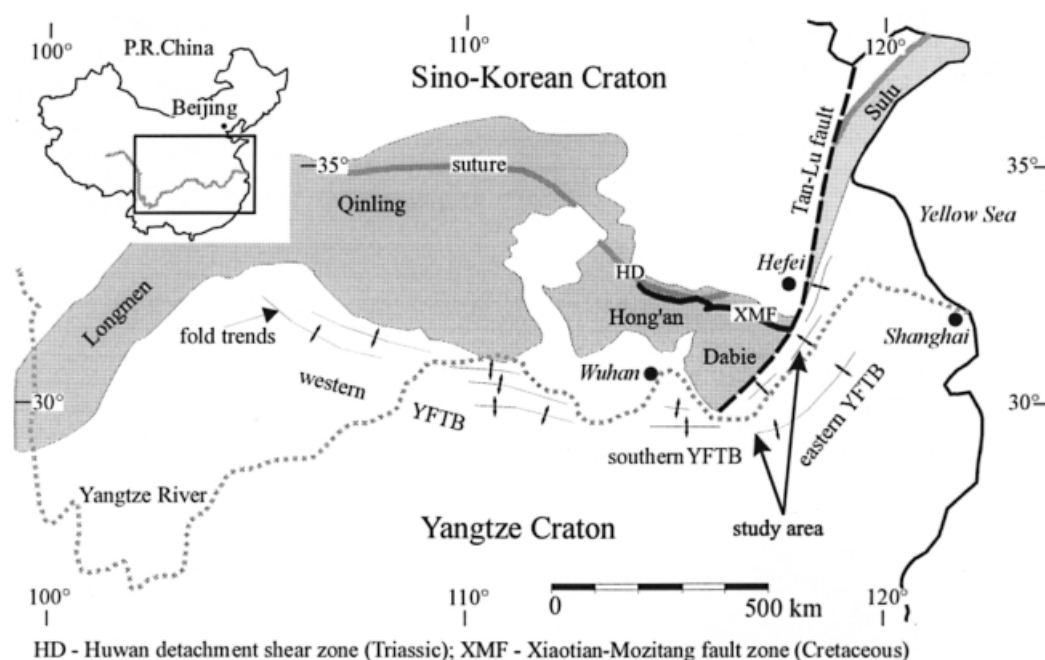 100°
P.R.China
110°
120°
Sino-Korean Craton
Beijing
Sulu
35°
suture
35°
Tan-Lu fault
Qinling
Yellow Sea
Hefei
HD
Longmen
Hong'an
XMF
fold trends
Shanghai
Dabie
western
Wuhan
30°
YFTB
30°
eastern YFTB
southern YFTB
Yangtze River
study area
Yangtze Craton
100°
110°
120°
0
500 km
HD - Huwan detachment shear zone (Triassic); XMF - Xiaotian-Mozitang fault zone (Cretaceous)